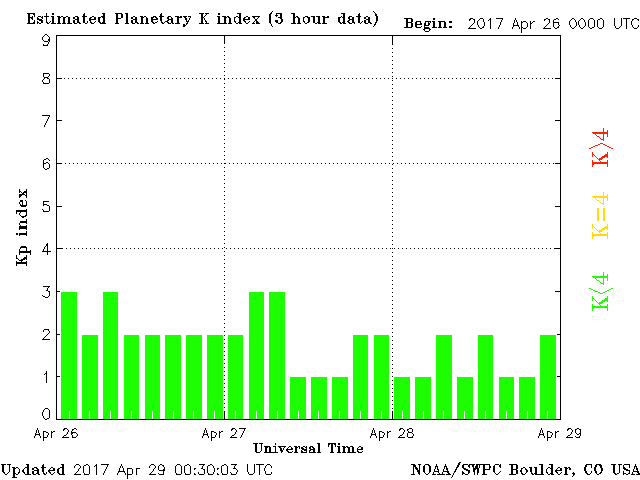 Estimated Planetary K index (3 hour data)
Begin: 2017 Apr 26 0000 UTC
9
8
7
6
5
4
3
2
1
0
Kp index
K>4
K=4
K<4
Apr 26
Apr 27
Apr 28
Apr 29
Universal Time
Updated 2017 Apr 29 00:30:03 UTC
NOAA/SWPC Boulder, CO USA